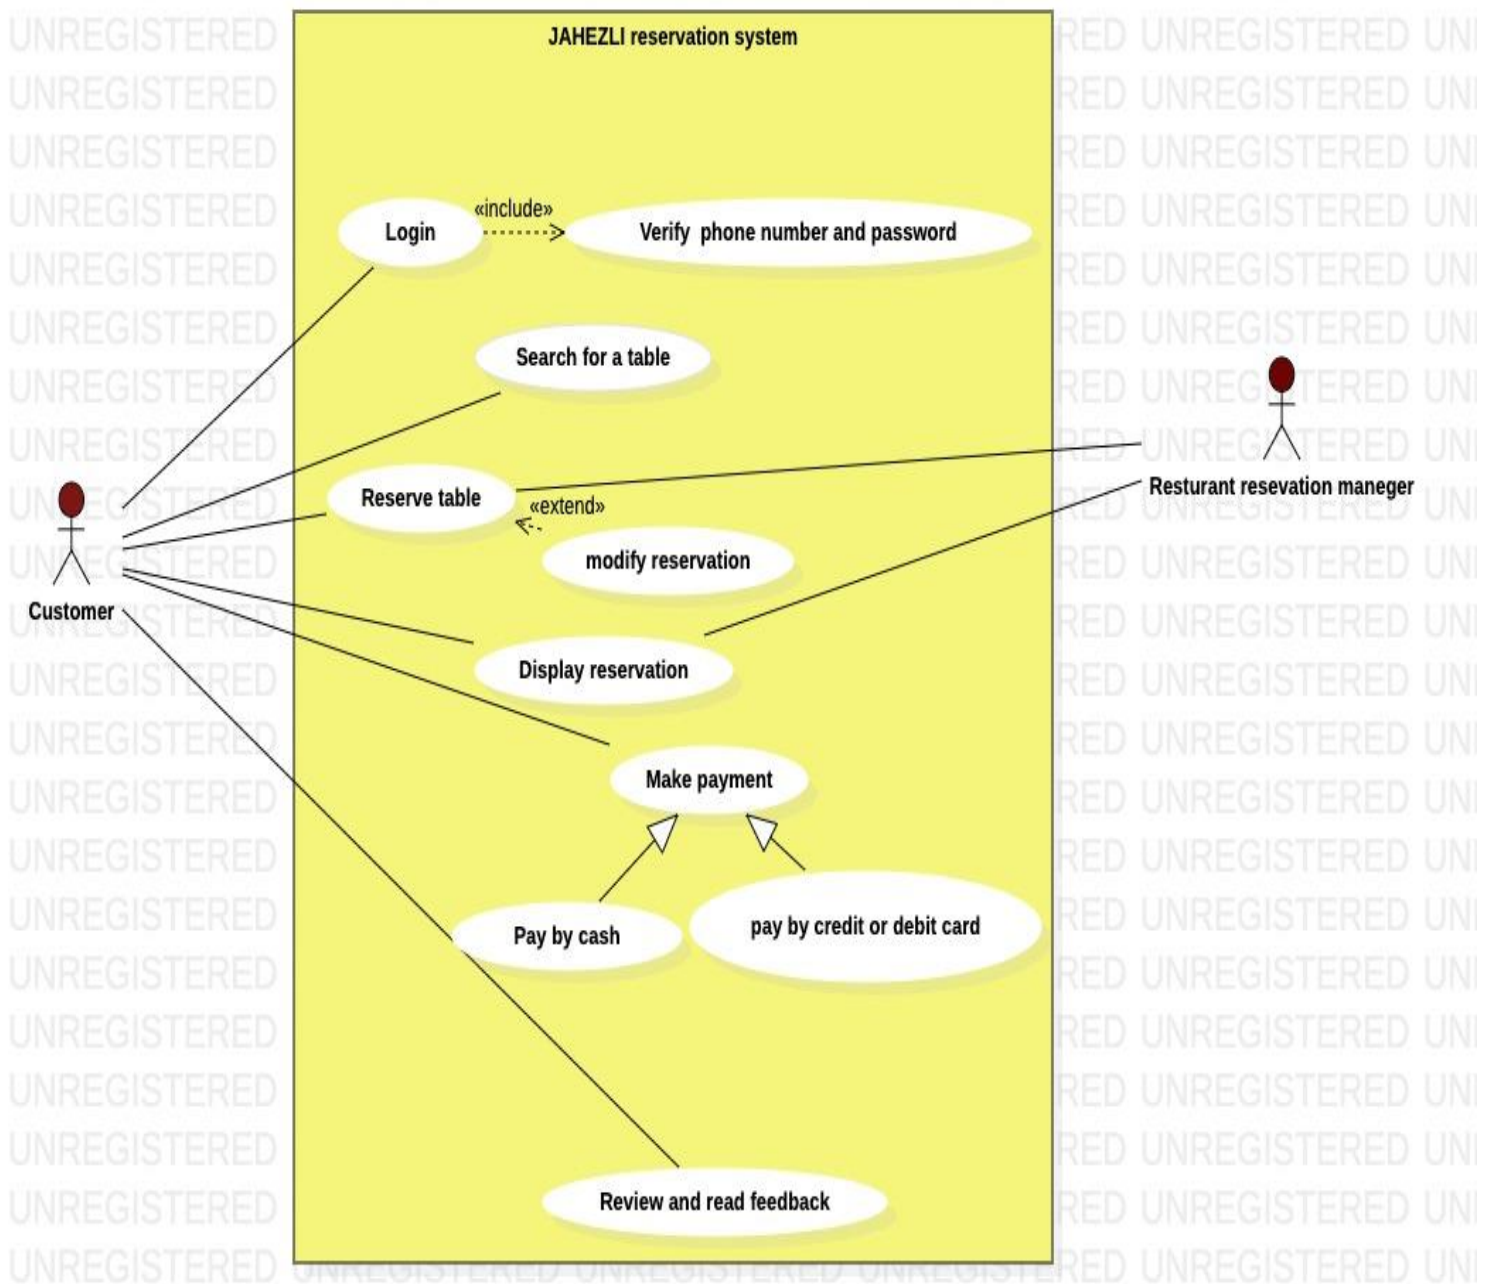 JAHEZLI reservation system
«include»
Login
Verify phone number and password
Search for a table
Reserve table
«extend»
modify reservation
Resturant resevation maneger
Customer
Display reservation
Make payment
Pay by cash
pay by credit or debit card
Review and read feedback
UNREGISTERED